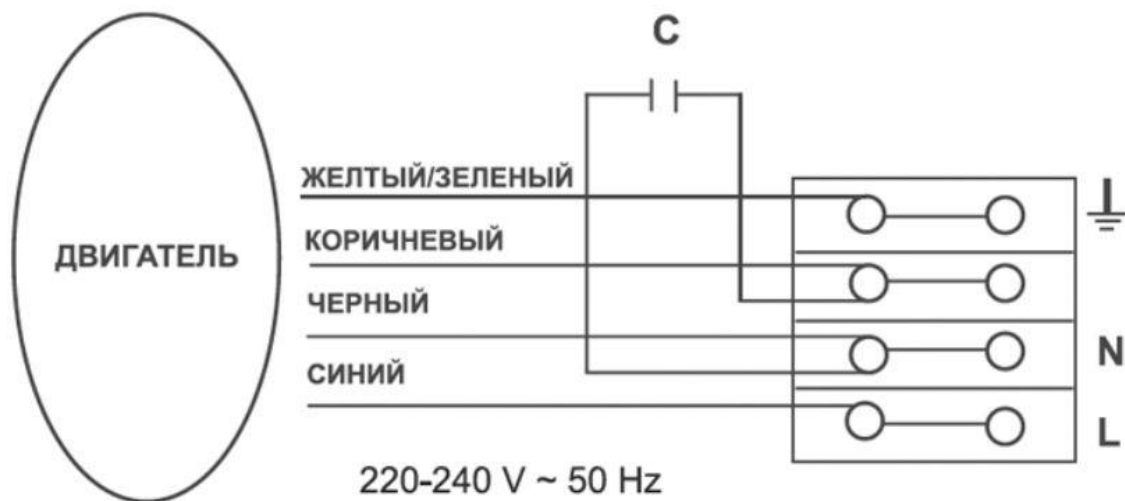 C
ЖЕЛТЫЙ/ЗЕЛЕНЫЙ
КОРИЧНЕВЫЙ
ДВИГАТЕЛЬ
ЧЕРНЫЙ
N
СИНИЙ
L
220-240 V ~ 50 Hz